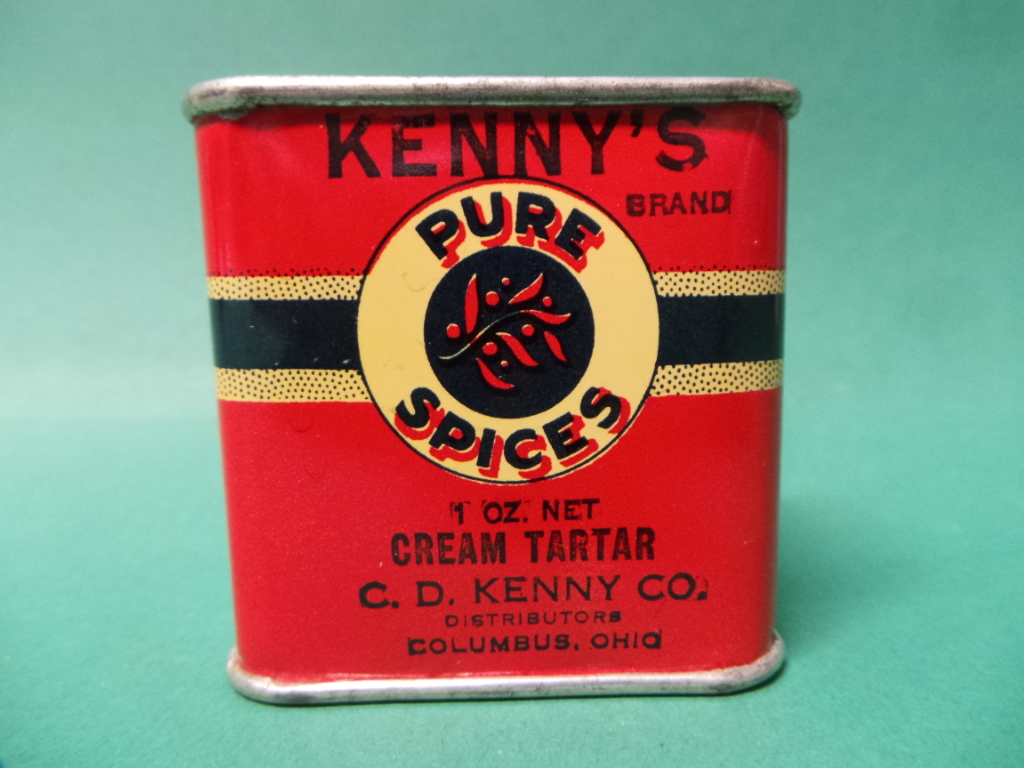 KENNY'S
BRAND
PURE
SPICES
1 OZ. NET
CREAM TARTAR
C. D. KENNY CO.
DISTRIBUTORS
COLUMBUS, OHIO